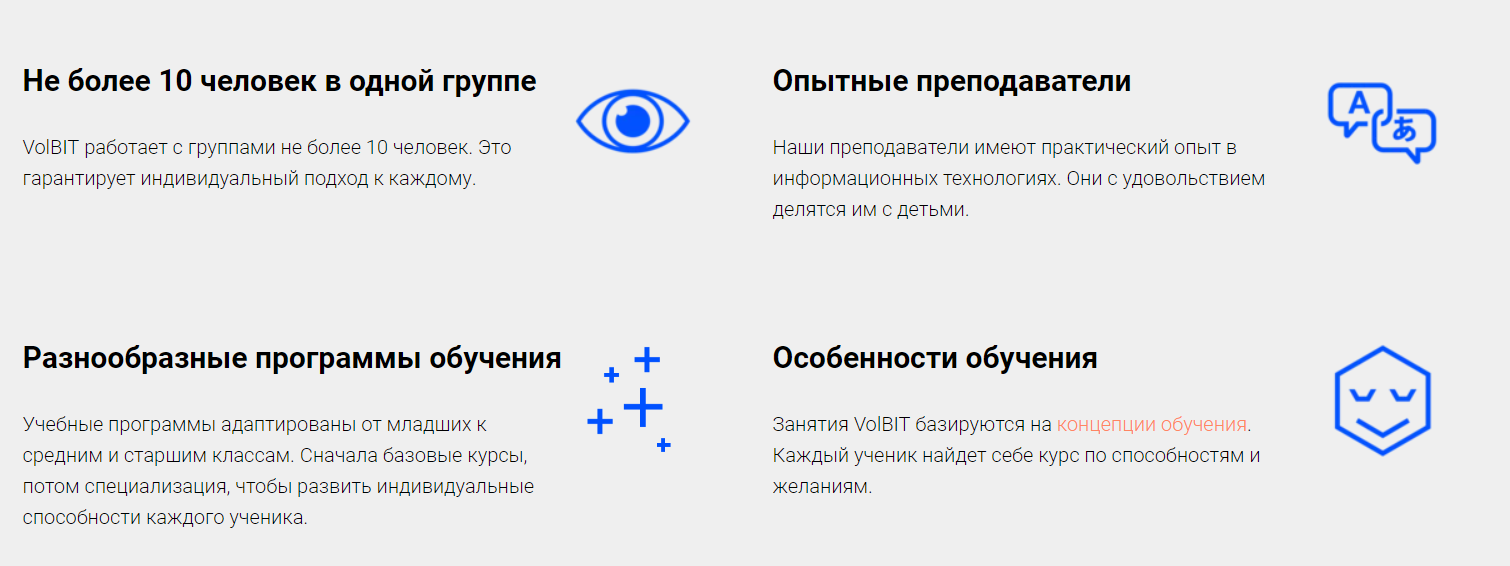 Не более 10 человек в одной группе
VolBIT работает с группами не более 10 человек. Это
гарантирует индивидуальный подход к каждому.
Опытные преподаватели
Наши преподаватели имеют практический опыт в
информационных технологиях. Они с удовольствием
делятся им с детьми.
A
あ
Разнообразные программы обучения
Учебные программы адаптированы от младших к
средним и старшим классам. Сначала базовые курсы,
потом специализация, чтобы развить индивидуальные
способности каждого ученика.
Особенности обучения
Занятия VolBIT базируются на концепции обучения.
Каждый ученик найдет себе курс по способностям и
желаниям.